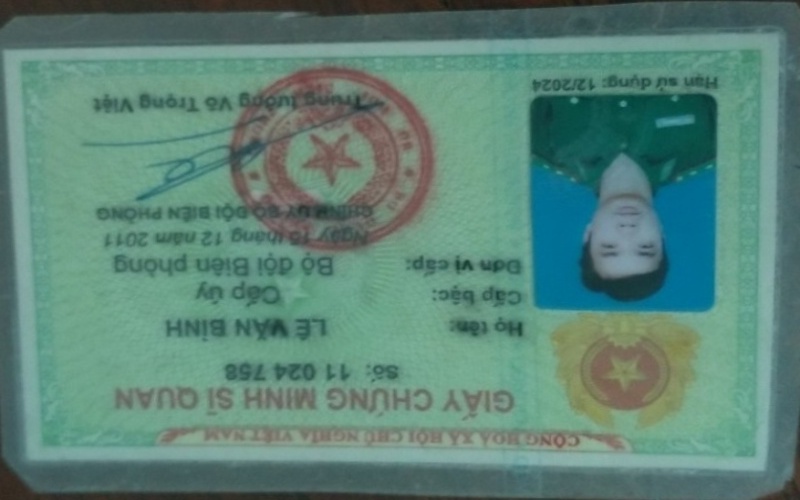 CỘNG HOÀ XÃ HỘI CHỦ NGHĨA VIỆT NAM
GIẤY CHỨNG MINH SĨ QUAN
Số: 11 024 758
Họ tên: LÊ VĂN BÌNH
Cấp bậc: Cấp úy
Đơn vị cấp: Bộ đội Biên phòng
Ngày 15 tháng 12 năm 2011
CHÍNH ỦY BỘ ĐỘI BIÊN PHÒNG
Trung tướng Võ Trọng Việt
Hạn sử dụng: 12/2024